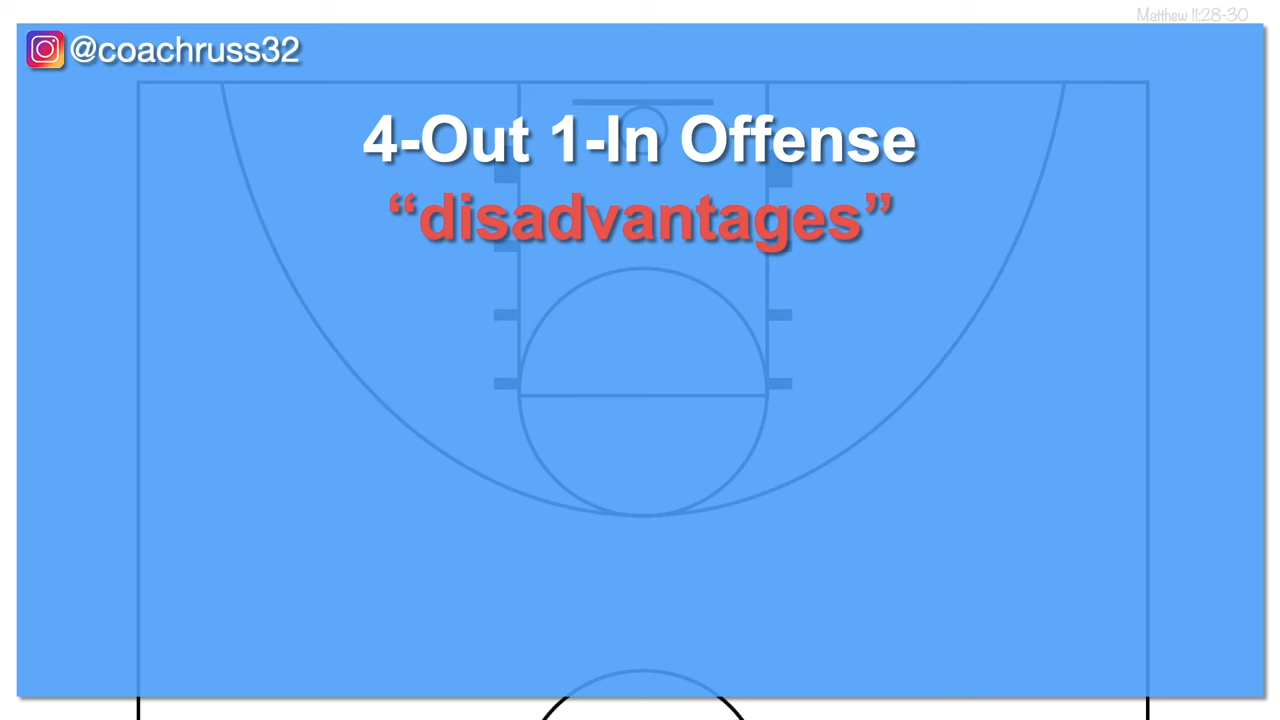 Matthew 11:28-30
@coachruss32
4-Out 1-In Offense
“disadvantages”